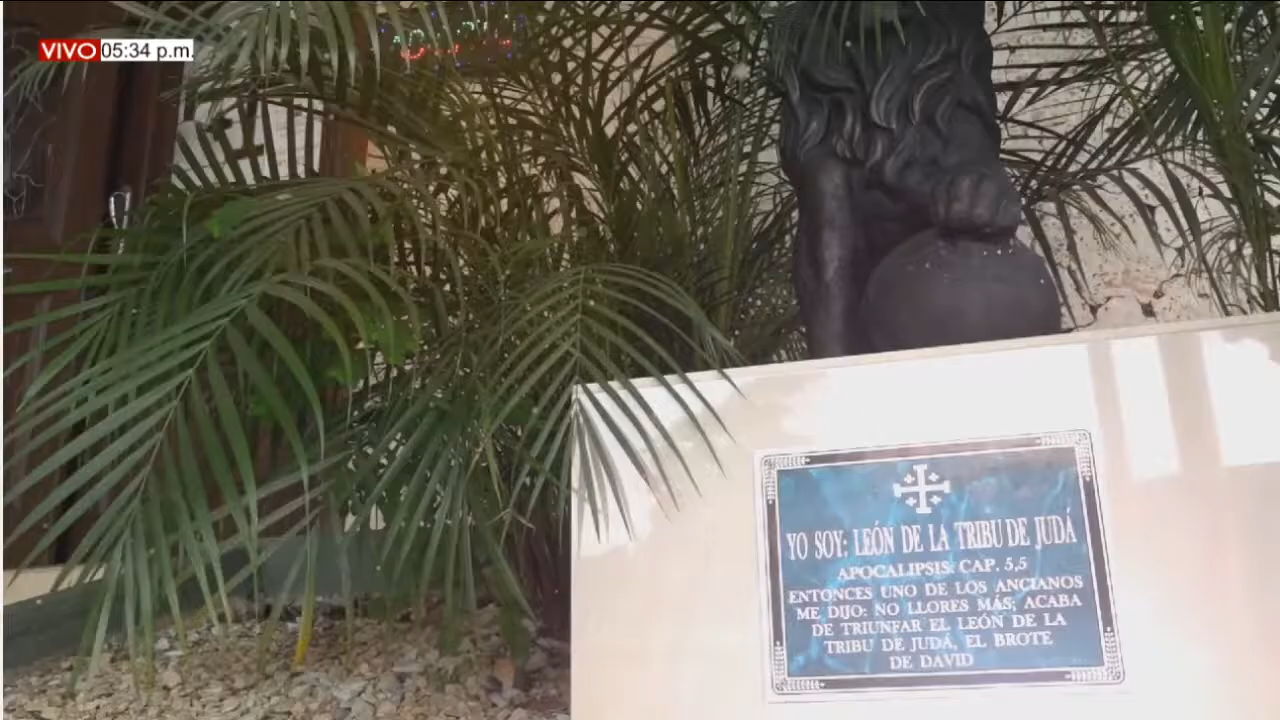 VIVO 05:34 p.m.
YO SOY: LEÓN DE LA TRIBU DE JUDÁ
APOCALIPSIS: CAP. 5,5
ENTONCES UNO DE LOS ANCIANOS
ME DIJO: NO LLORES MÁS; ACABA
DE TRIUNFAR EL LEÓN DE LA
TRIBU DE JUDÁ, EL BROTE
DE DAVID